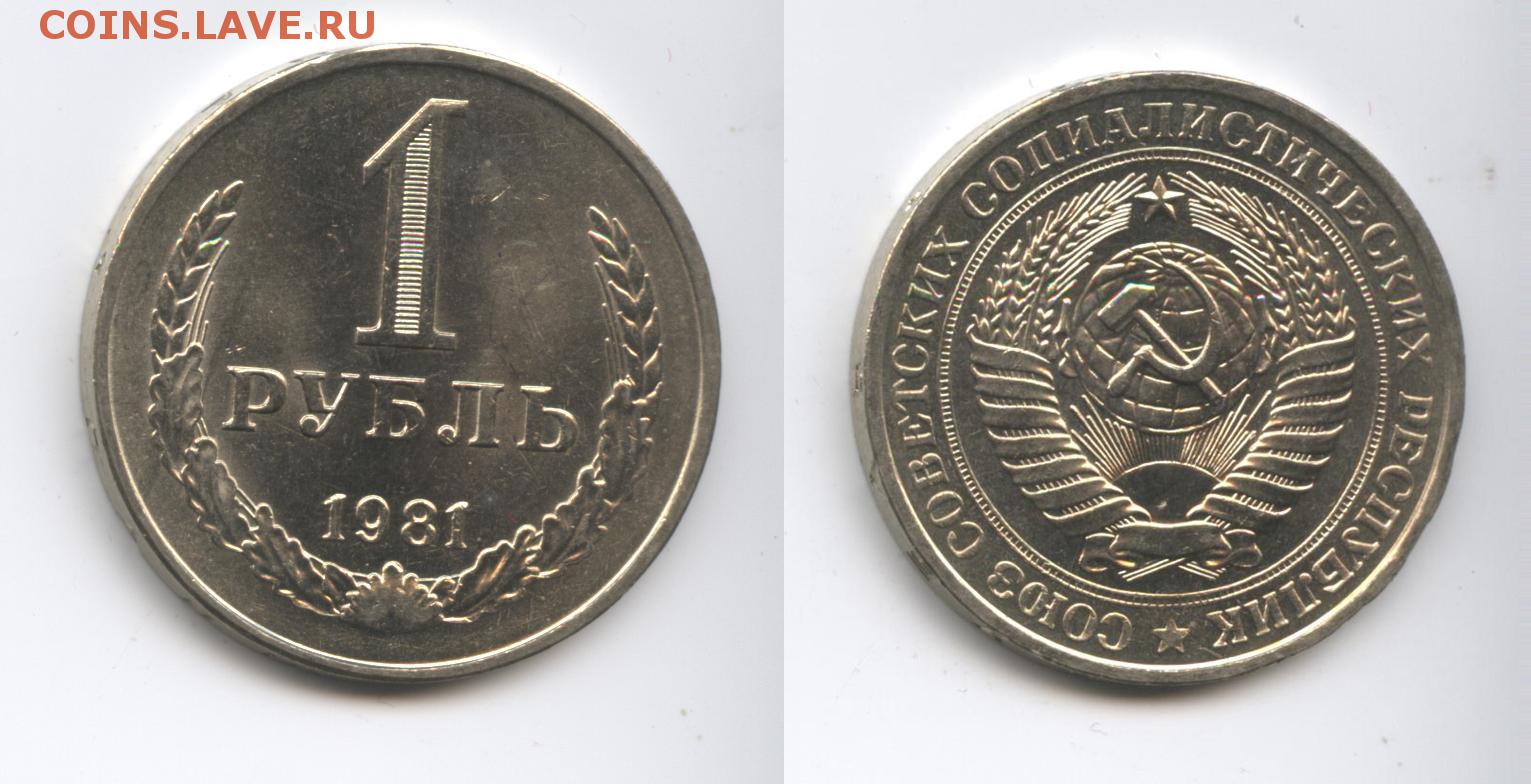 COINS.LAVE.RU
1
РУБЛЬ
1981
СОЮЗ СОВЕТСКИХ СОЦИАЛИСТИЧЕСКИХ РЕСПУБЛИК